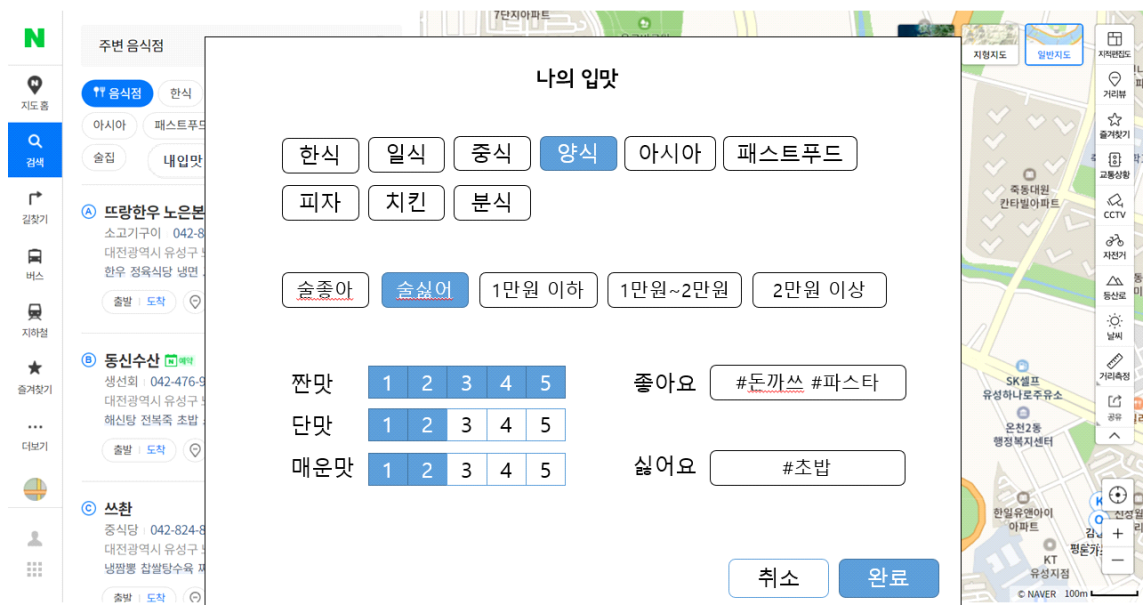 7단지아파트
N
주변 음식점
나의 입맛
지형지도
일반지도
지적편집도
지도 홈
음식점
한식
거리뷰
아시아
패스트푸드
즐겨찾기
검색
술집
내입맛
한식 일식 중식 양식 아시아 패스트푸드
교통상황
길찾기
피자 치킨 분식
죽동대원
칸타빌아파트
CCTV
A 뜨랑한우 노은본
소고기구이 042-8
대전광역시 유성구
한우 정육식당 냉면
자전거
버스
출발 도착
술좋아 술싫어 1만원 이하 1만원~2만원 2만원 이상
등산로
지하철
날씨
B 동신수산 N예약
생선회 042-476-9
대전광역시 유성구
해신탕 전복죽 초밥
거리측정
즐겨찾기
짠맛 1 2 3 4 5
좋아요 #돈까쓰 #파스타
SK셀프
유성하나로주유소
공유
단맛 1 2 3 4 5
온천2동
행정복지센터
더보기
출발 도착
매운맛 1 2 3 4 5
싫어요 #초밥
C 쓰촨
중식당 042-824-8
대전광역시 유성구
냉짬뽕 찹쌀탕수육
한일유앤아이
아파트
KT
유성지점
취소 완료
출발 도착
© NAVER 100m